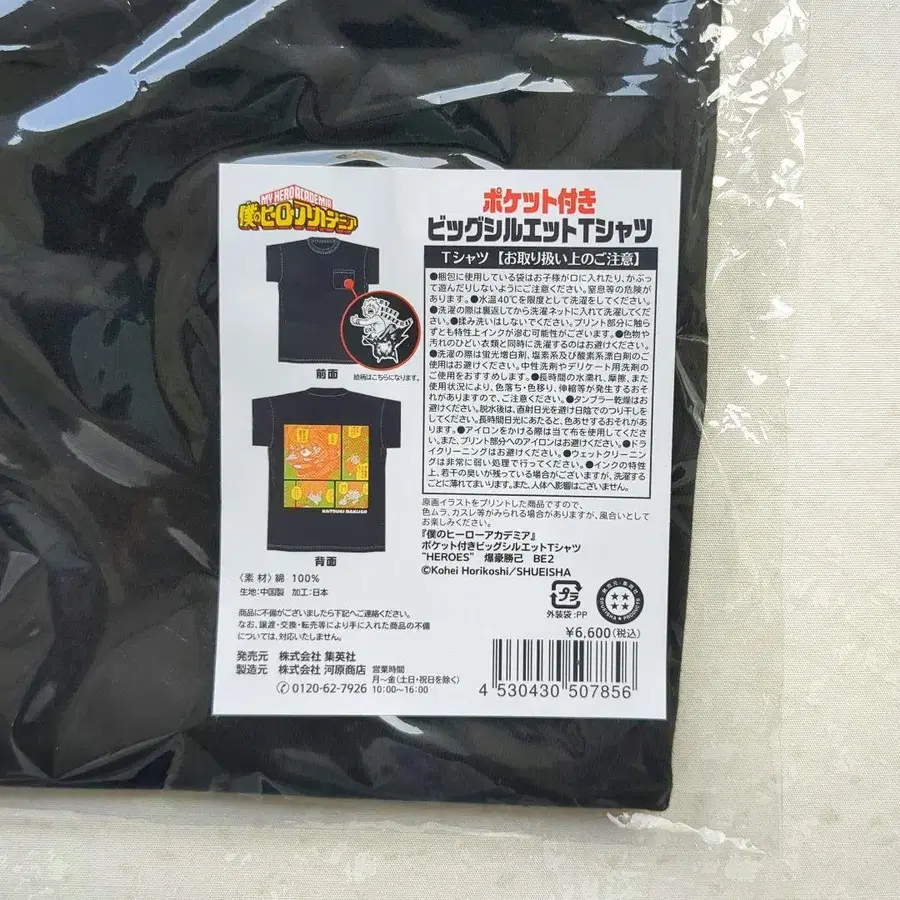 MY HERO ACADEMIA
僕のヒーローアカデミア
ポケット付き
ビッグシルエットTシャツ
Tシャツ【お取り扱い上のご注意】
●梱包に使用している袋はお子様が口に入れたり、かぶっ
て遊んだりしないようにご注意ください。窒息等の危険が
あります。●水温40℃を限度として洗濯をしてください。
●洗濯の際は裏返してから洗濯ネットに入れて洗濯してくだ
さい。●揉み洗いはしないでください。プリント部分に触ら
ずとも特性上インクが滲む可能性がございます。●色物や
汚れのひどい衣類と同時に洗濯するのはお避けください。
●洗濯の際は蛍光増白剤、塩素系及び酸素系漂白剤のご
使用はお避けください。中性洗剤やデリケート用洗剤の
ご使用をおすすめします。●長時間の水濡れ、摩擦、また
使用状況により、色落ち・色移り、伸縮等が発生するおそ
れがありますので、ご注意ください。●タンブラー乾燥はお
避けください。脱水後は、直射日光を避け日陰でのつり干しを
してください。長時間日光にあたると、色あせするおそれがあ
ります。●アイロンをかける際は当て布を使用してくださ
い。また、プリント部分へのアイロンはお避けください。●ドラ
イクリーニングはお避けください。●ウェットクリーニン
グは非常に弱い処理で行ってください。●インクの特性
上、若干の臭いが残っている場合がございますが、洗濯する
ごとに薄れてまいります。また、人体へ影響はございません。
前面
絵柄はこちらになります。
KATSUKI BAKUGO
背面
原画イラストをプリントした商品ですので、
色ムラ、カスレ等がみられる場合がありますが、風合いとして
お楽しみください。
『僕のヒーローアカデミア』
ポケット付きビッグシルエットTシャツ
"HEROES" 爆豪勝己 BE2
©Kohei Horikoshi/SHUEISHA
〈素材〉綿 100%
生地:中国製 加工:日本
商品に不備がございましたら下記へご連絡ください。
なお、譲渡・交換・転売等により手に入れた商品の不備
については、対応いたしません。
発売元 株式会社 集英社
製造元 株式会社 河原商店
0120-62-7926
営業時間
月~金(土日・祝日を除く)
10:00~16:00
プラ
外装袋:PP
¥6,600(税込)
4 530430 507856